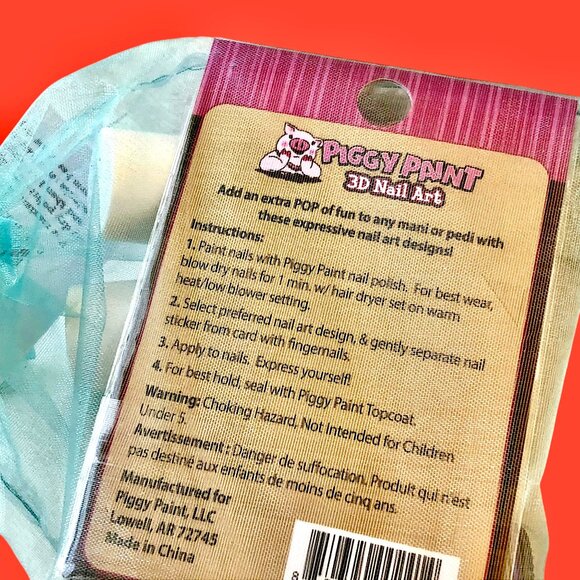 PIGGY PAINT
3D Nail Art
Add an extra POP of fun to any mani or pedi with
these expressive nail art designs!
Instructions:
1. Paint nails with Piggy Paint nail polish. For best wear,
blow dry nails for 1 min. w/ hair dryer set on warm
heat/low blower setting.
2. Select preferred nail art design, & gently separate nail
sticker from card with fingernails.
3. Apply to nails. Express yourself!
4. For best hold, seal with Piggy Paint Topcoat.
Warning: Choking Hazard, Not Intended for Children
Under 5.
Avertissement : Danger de suffocation, Produit qui n'est
pas destiné aux enfants de moins de cinq ans.
Manufactured for
Piggy Paint, LLC
Lowell, AR 72745
Made in China
8